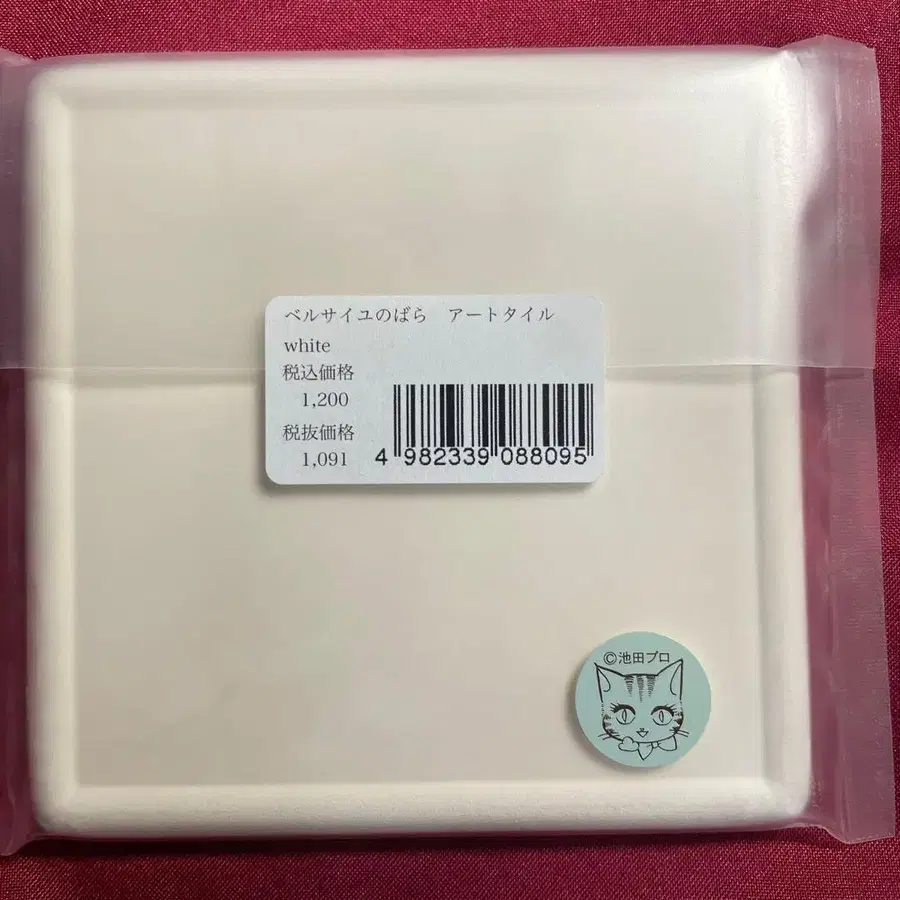 ベルサイユのばら　アートタイル
white
税込価格
1,200
税抜価格
1,091
4 982339 088095
©池田プロ